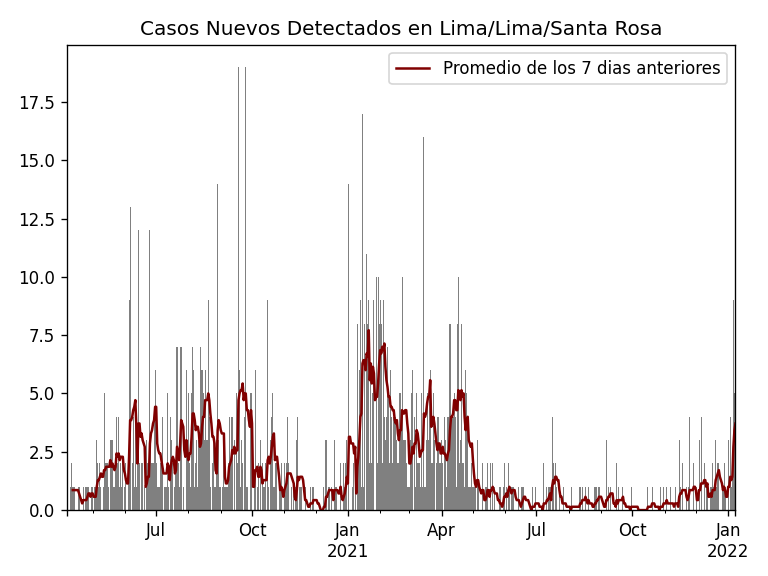 Casos Nuevos Detectados en Lima/Lima/Santa Rosa
Promedio de los 7 dias anteriores
17.5
15.0
12.5
10.0
7.5
5.0
2.5
0.0
Jul
Oct
Jan
2021
Apr
Jul
Oct
Jan
2022